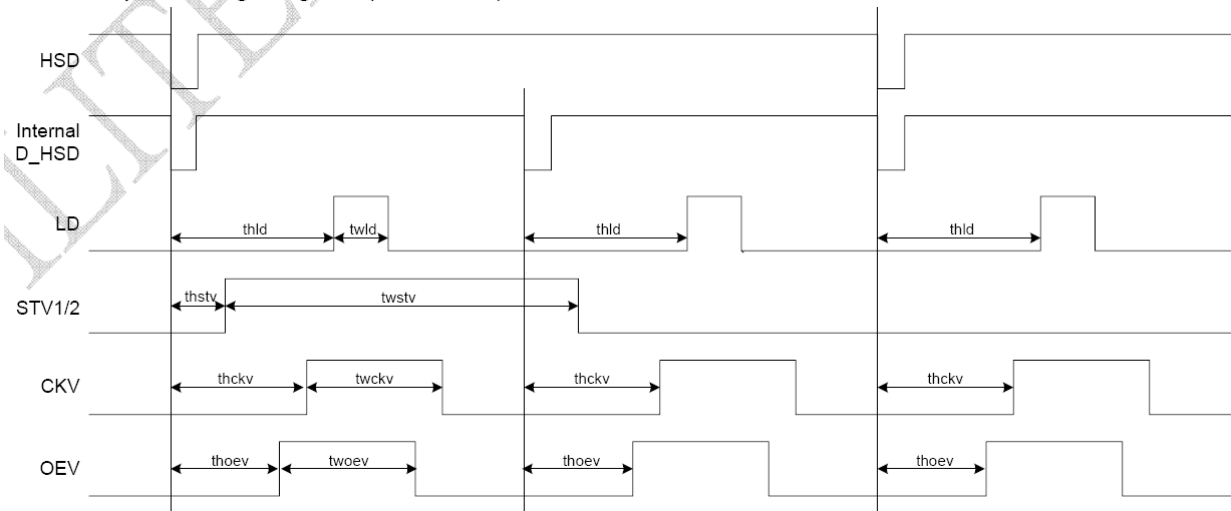 HSD
Internal
D_HSD
LD
thld
twld
thld
thld
STV1/2
thstv
twstv
CKV
thckv
twckv
thckv
thckv
OEV
thoev
twoev
thoev
thoev